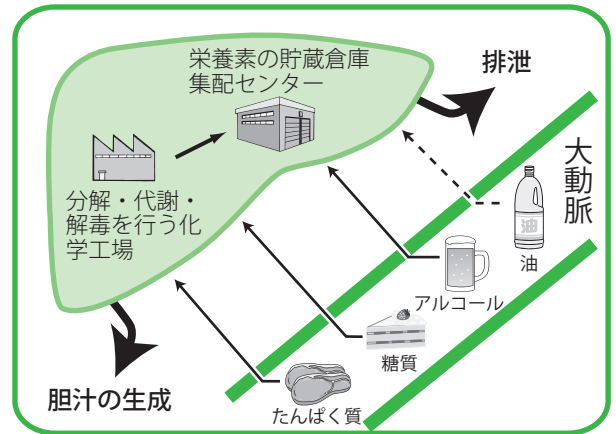 栄養素の貯蔵倉庫
集配センター
排泄
分解・代謝・
解毒を行う化
学工場
大動脈
油
油
アルコール
糖質
たんぱく質
胆汁の生成